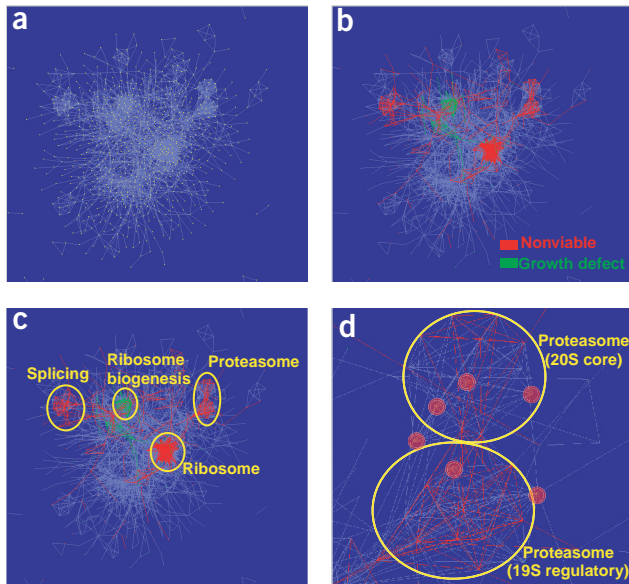 a
b
Nonviable
Growth defect
c
Splicing
Ribosome
biogenesis
Proteasome
Ribosome
d
Proteasome
(20S core)
Proteasome
(19S regulatory)